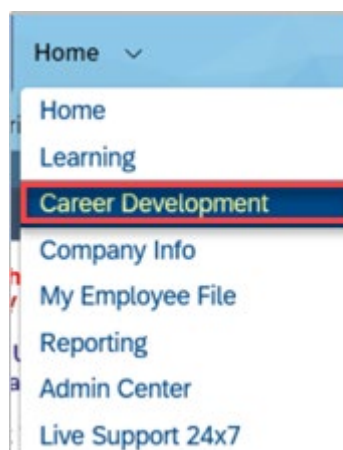 Home
Home
Learning
Career Development
Company Info
My Employee File
Reporting
Admin Center
Live Support 24x7